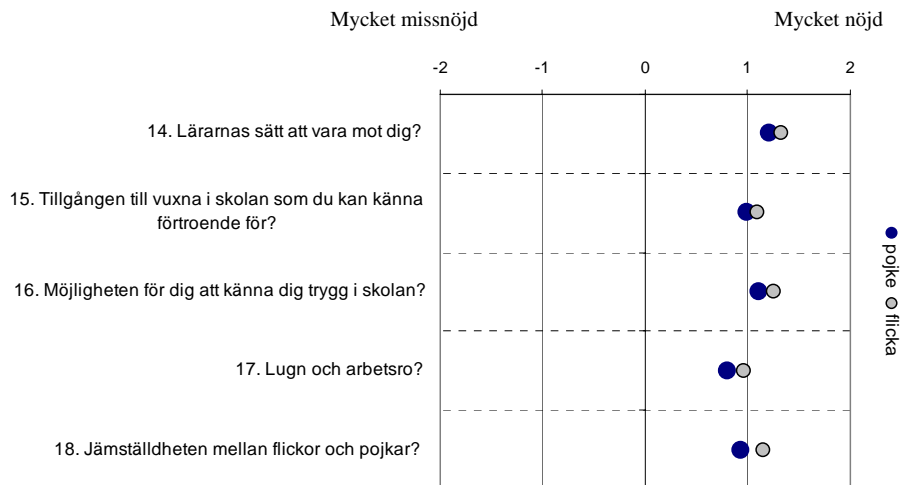 Mycket missnöjd
Mycket nöjd
-2 -1 0 1 2
14. Lärarnas sätt att vara mot dig?
15. Tillgången till vuxna i skolan som du kan känna
förtroende för?
16. Möjligheten för dig att känna dig trygg i skolan?
17. Lugn och arbetsro?
18. Jämställdheten mellan flickor och pojkar?
pojke flicka